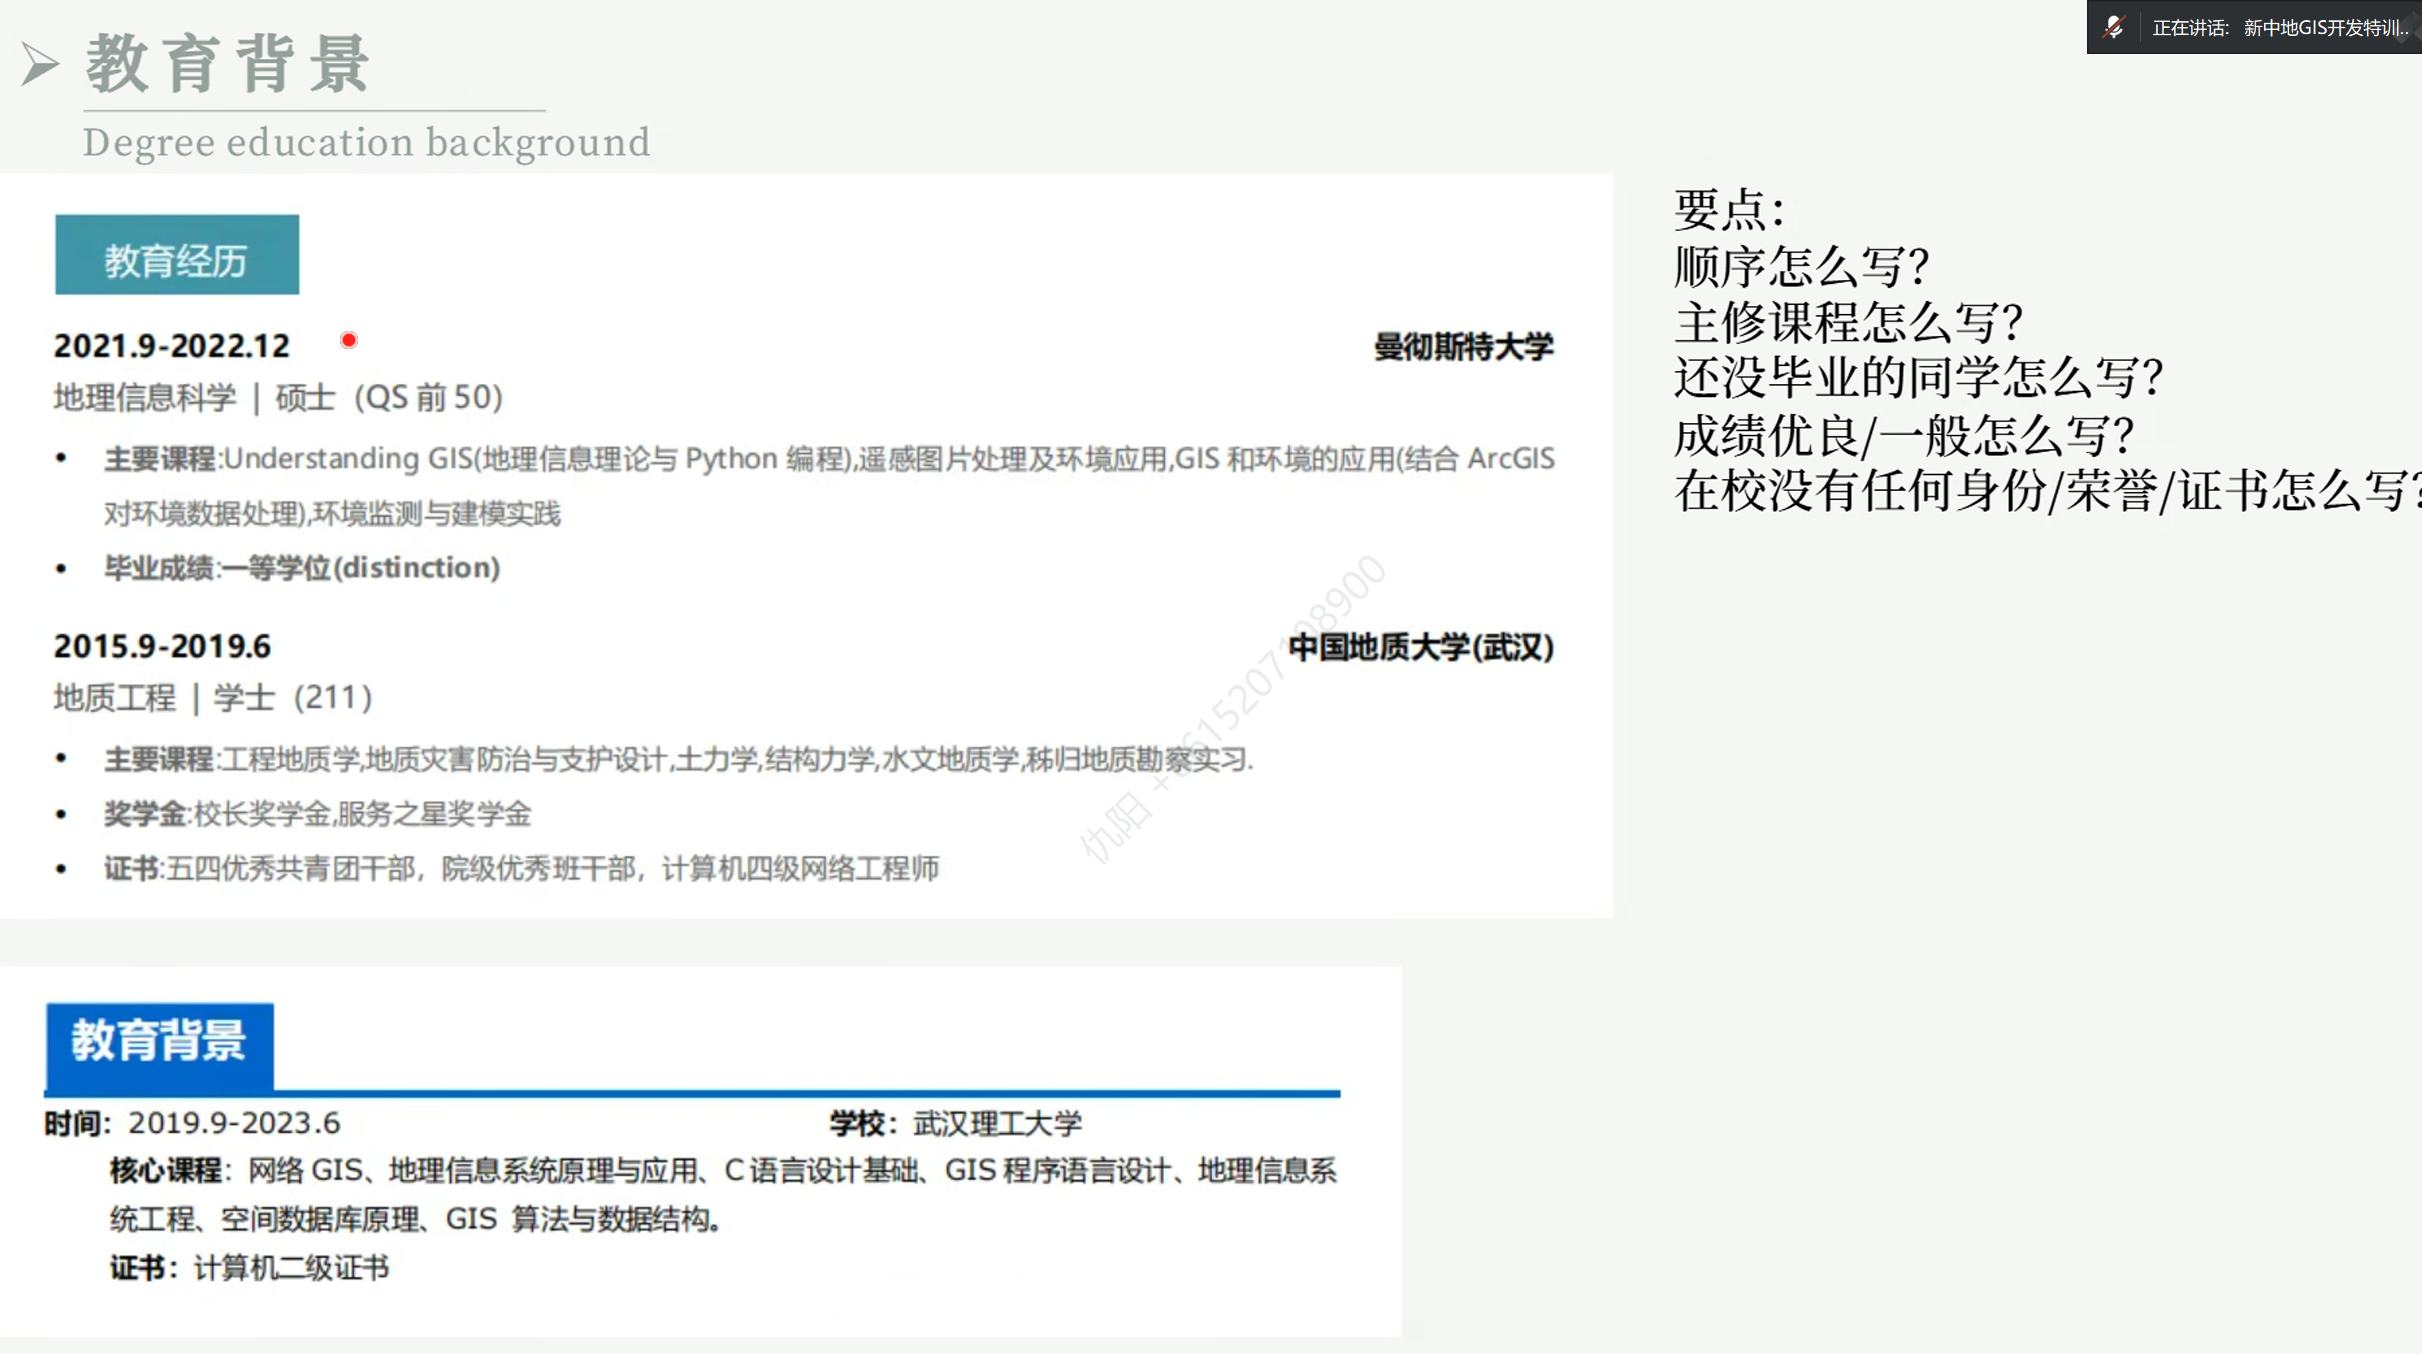 正在讲话: 新中地GIS开发特训...
教育背景
Degree education background
教育经历
2021.9-2022.12 曼彻斯特大学
地理信息科学 | 硕士（QS 前 50）
• 主要课程:Understanding GIS(地理信息理论与 Python 编程),遥感图片处理及环境应用,GIS 和环境的应用(结合 ArcGIS
对环境数据处理),环境监测与建模实践
• 毕业成绩:一等学位(distinction)
2015.9-2019.6 中国地质大学(武汉)
地质工程 | 学士（211）
• 主要课程:工程地质学,地质灾害防治与支护设计,土力学,结构力学,水文地质学,秭归地质勘察实习.
• 奖学金:校长奖学金,服务之星奖学金
• 证书:五四优秀共青团干部，院级优秀班干部，计算机四级网络工程师
仇阳 +8615207108900
要点：
顺序怎么写？
主修课程怎么写？
还没毕业的同学怎么写？
成绩优良/一般怎么写？
在校没有任何身份/荣誉/证书怎么写？
教育背景
时间：2019.9-2023.6 学校：武汉理工大学
核心课程：网络 GIS、地理信息系统原理与应用、C 语言设计基础、GIS 程序语言设计、地理信息系
统工程、空间数据库原理、GIS 算法与数据结构。
证书：计算机二级证书